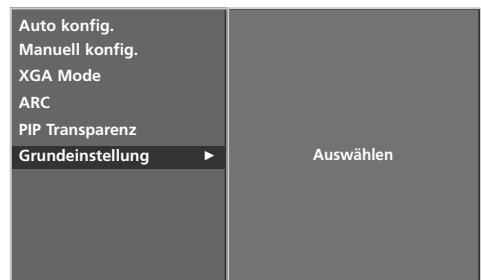 Auto konfig.
Manuell konfig.
XGA Mode
ARC
PIP Transparenz
Grundeinstellung ►
Auswählen